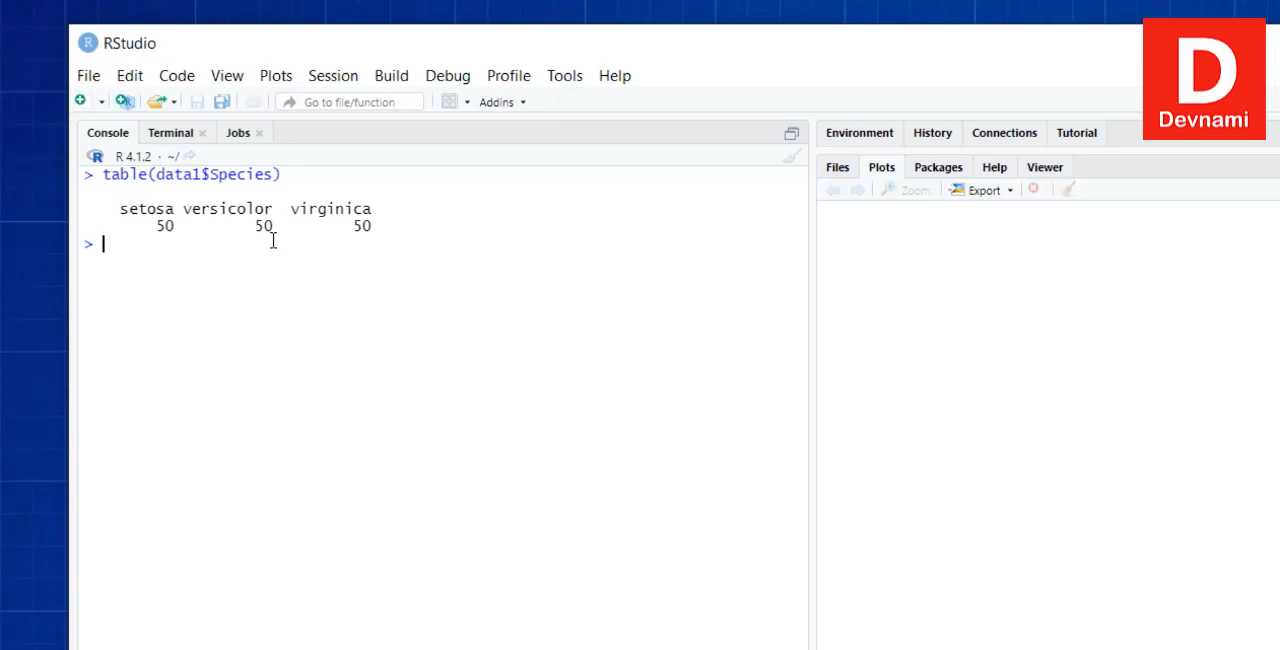 RStudio
File Edit Code View Plots Session Build Debug Profile Tools Help
Go to file/function Addins
Console Terminal Jobs
R 4.1.2 · ~/
> table(data1$Species)
setosa versicolor virginica
50 50 50
>
Environment History Connections Tutorial
Files Plots Packages Help Viewer
Zoom Export
D
Devnami